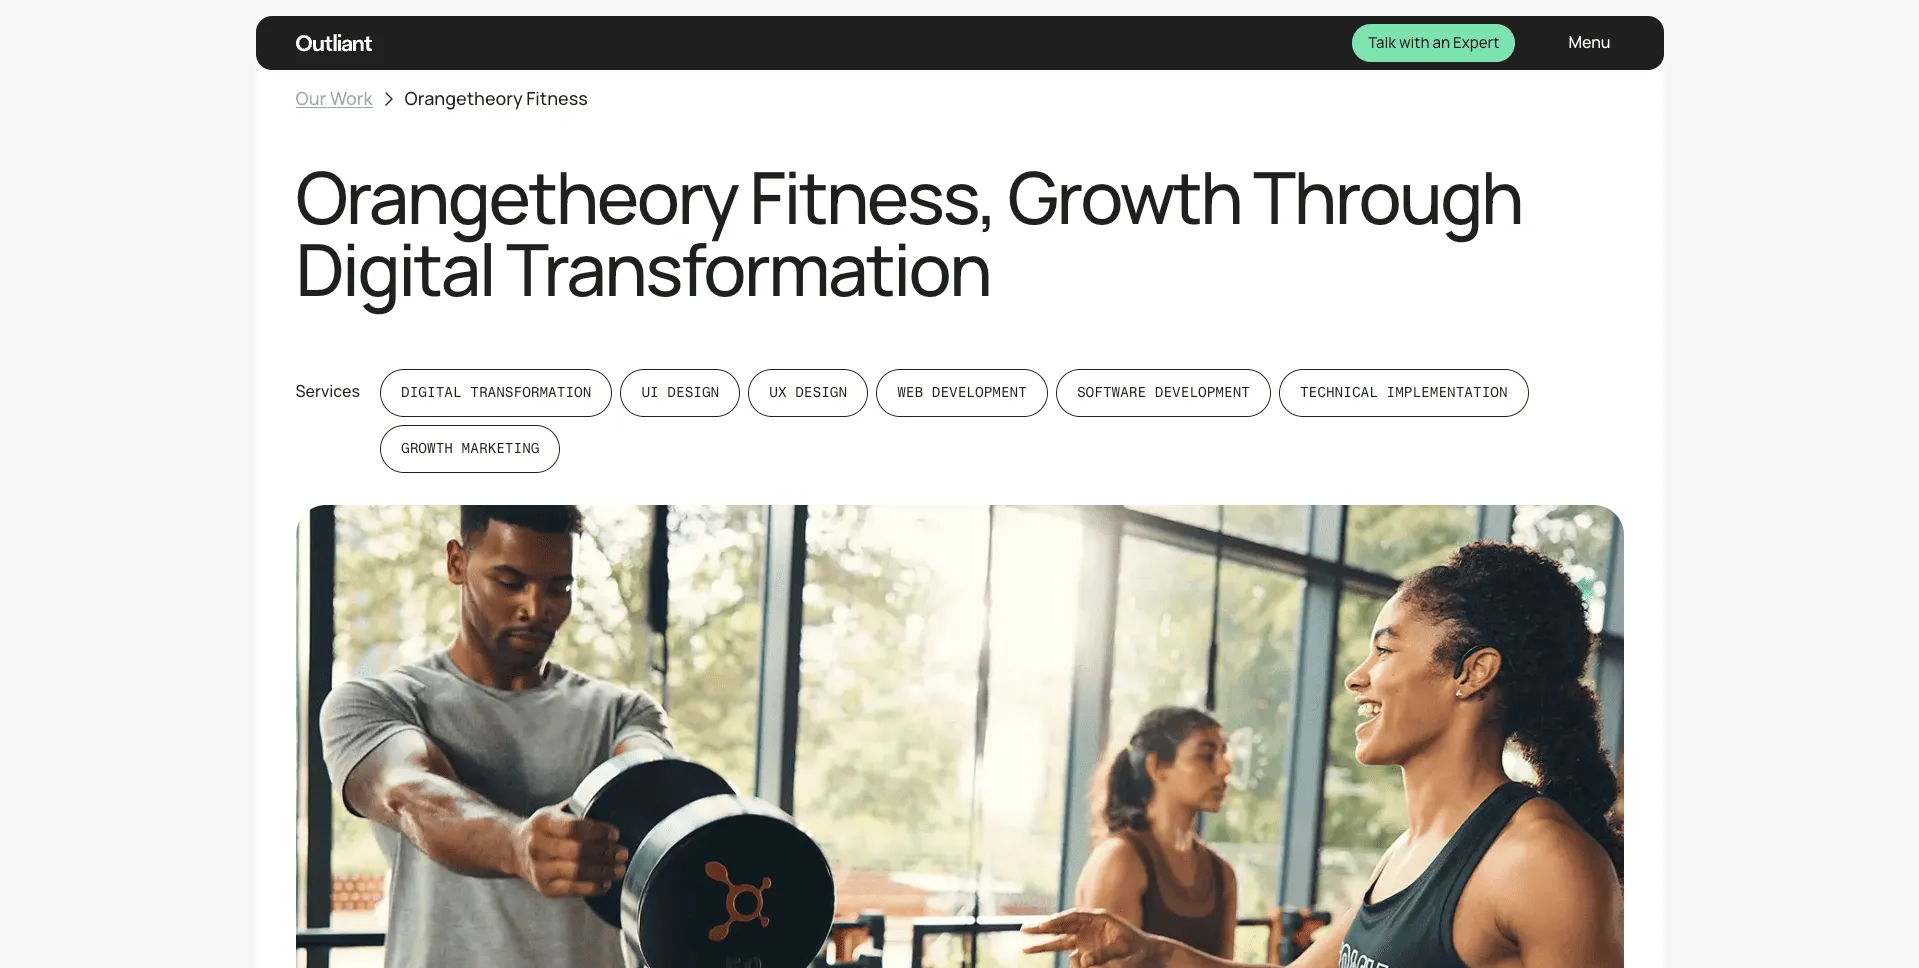 Outliant
Talk with an Expert
Menu
Our Work > Orangetheory Fitness
Orangetheory Fitness, Growth Through
Digital Transformation
Services
DIGITAL TRANSFORMATION
UI DESIGN
UX DESIGN
WEB DEVELOPMENT
SOFTWARE DEVELOPMENT
TECHNICAL IMPLEMENTATION
GROWTH MARKETING